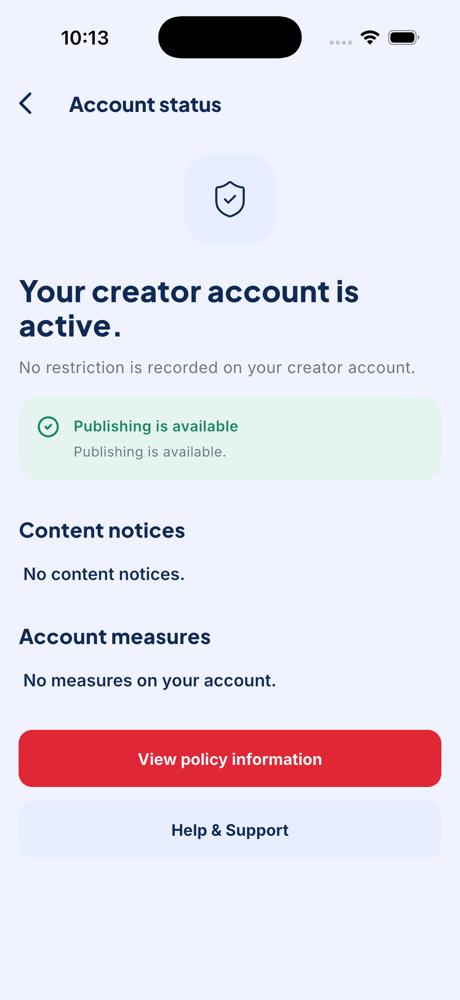 10:13
Account status
Your creator account is
active.
No restriction is recorded on your creator account.
Publishing is available
Publishing is available.
Content notices
No content notices.
Account measures
No measures on your account.
View policy information
Help & Support